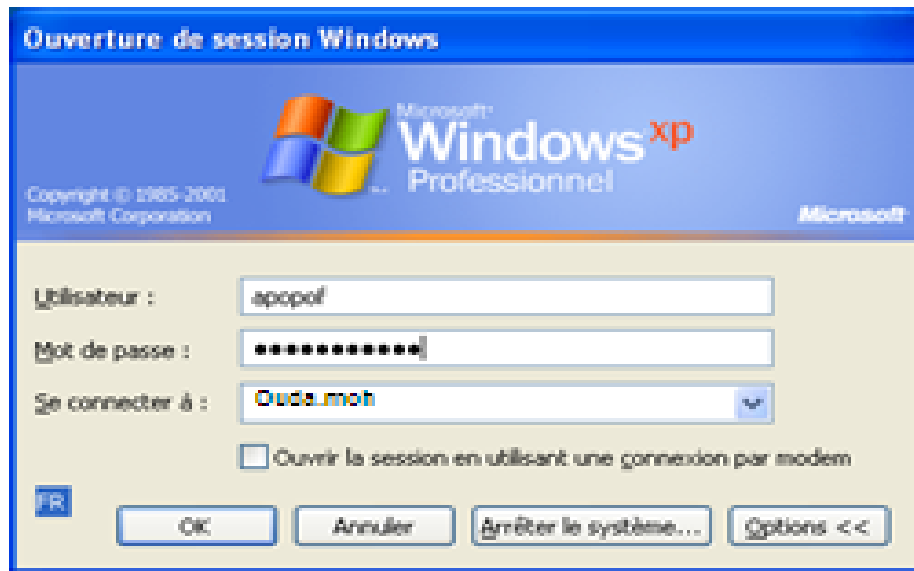 Ouverture de session Windows
Microsoft®
Windows xp
Professionnel
Copyright © 1985-2001
Microsoft Corporation
Microsoft
Utilisateur : apopof
Mot de passe : ●●●●●●●●●●●
Se connecter à : Ouda.moh
Ouvrir la session en utilisant une connexion par modem
FR
OK Annuler Arrêter le système... Options <<